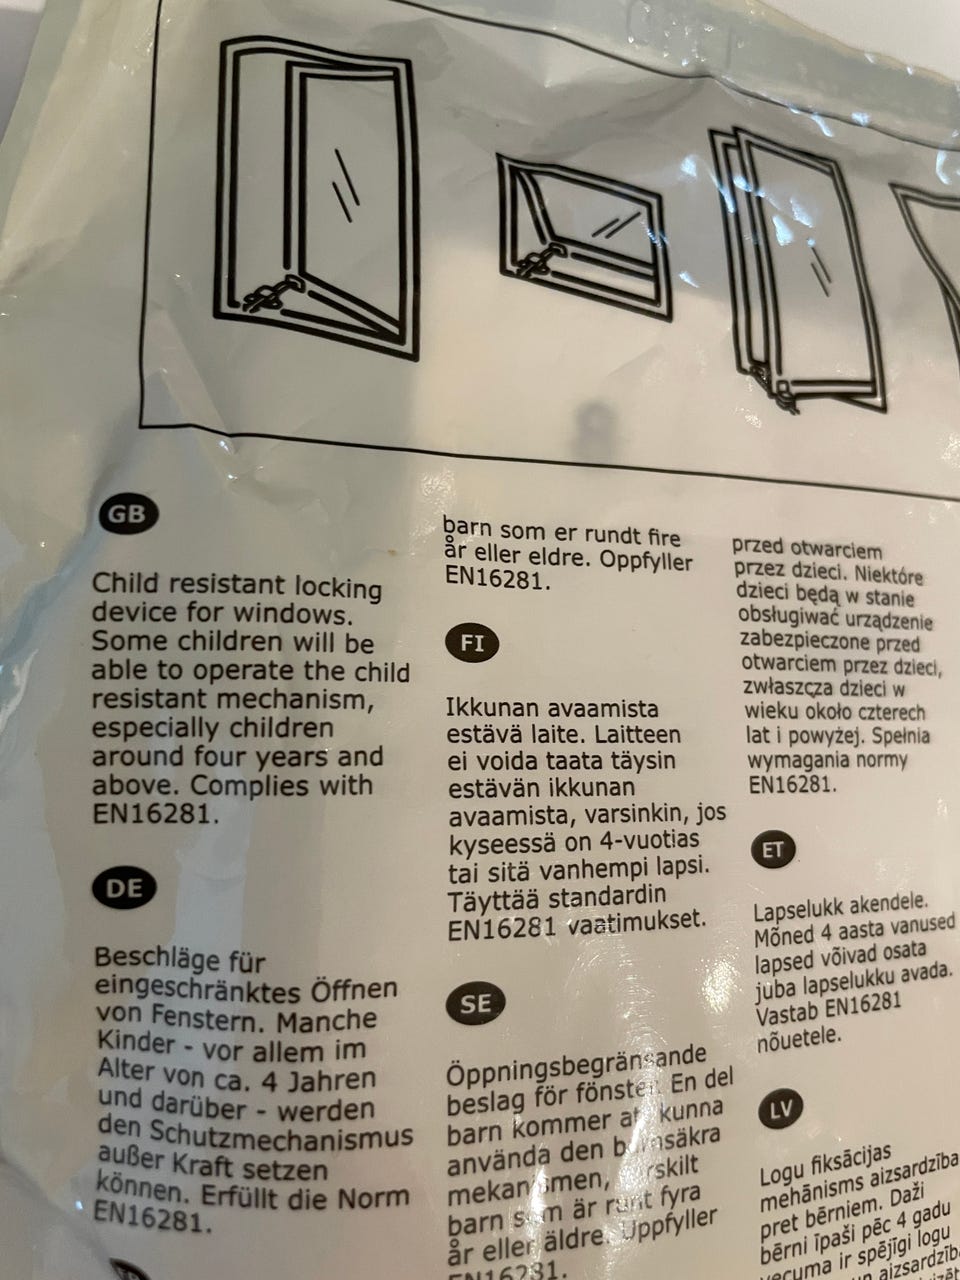 GB
Child resistant locking
device for windows.
Some children will be
able to operate the child
resistant mechanism,
especially children
around four years and
above. Complies with
EN16281.
DE
Beschläge für
eingeschränktes Öffnen
von Fenstern. Manche
Kinder - vor allem im
Alter von ca. 4 Jahren
und darüber - werden
den Schutzmechanismus
außer Kraft setzen
können. Erfüllt die Norm
EN16281.
barn som er rundt fire
år eller eldre. Oppfyller
EN16281.
FI
Ikkunan avaamista
estävä laite. Laitteen
ei voida taata täysin
estävän ikkunan
avaamista, varsinkin, jos
kyseessä on 4-vuotias
tai sitä vanhempi lapsi.
Täyttää standardin
EN16281 vaatimukset.
SE
Öppningsbegränsande
beslag för fönster. En del
barn kommer att kunna
använda den barnsäkra
mekanismen,
barn som är runt fyra
år eller äldre. Uppfyller
EN16281.
przed otwarciem
przez dzieci. Niektóre
dzieci będą w stanie
obsługiwać urządzenie
zabezpieczone przed
otwarciem przez dzieci,
zwłaszcza dzieci w
wieku około czterech
lat i powyżej. Spełnia
wymagania normy
EN16281.
ET
Lapselukk akendele.
Mõned 4 aasta vanused
lapsed võivad osata
juba lapselukku avada.
Vastab EN16281
nõuetele.
LV
Logu fiksācijas
mehānisms aizsardzība
pret bērniem. Daži
bērni īpaši pēc 4 gadu
vecuma ir spējīgi logu